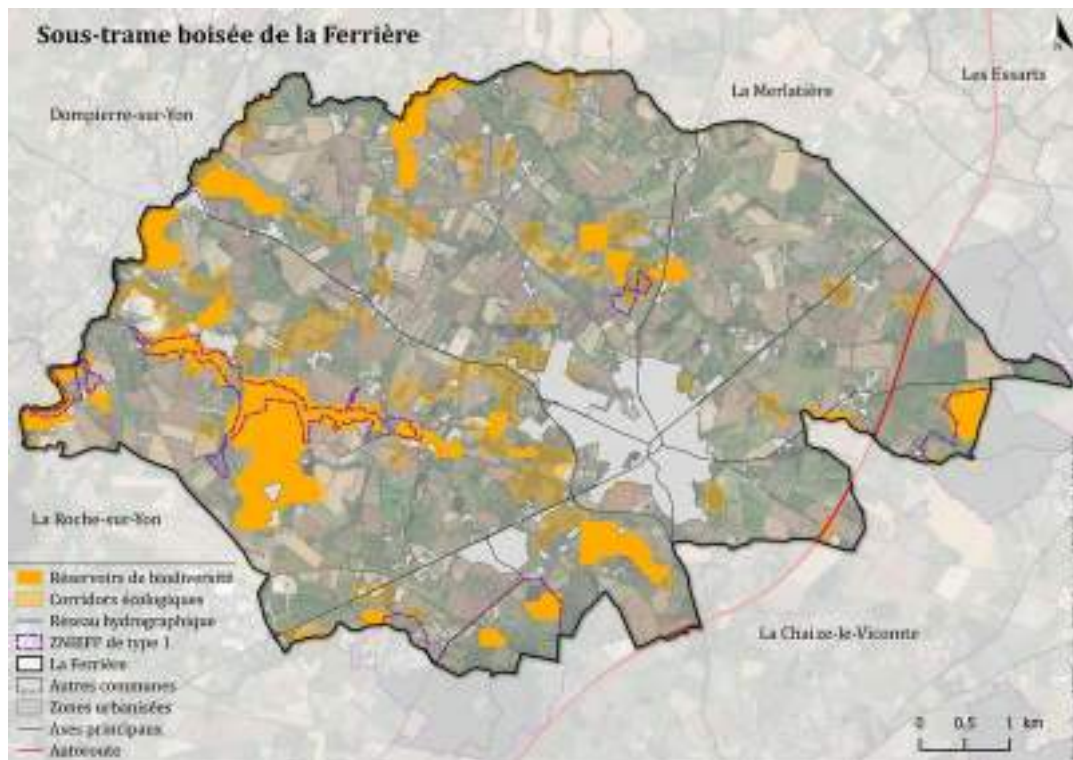 Sous-trame boisée de la Ferrière
Les Essarts
La Merlatière
Dompierre-sur-Yon
La Roche-sur-Yon
La Chaize-le-Vicomte
Réservoirs de biodiversité
Corridors écologiques
Réseau hydrographique
ZNIEFF de type 1
La Ferrière
Autres communes
Zones urbanisées
Axes principaux
Autoroute
0 0,5 1 km